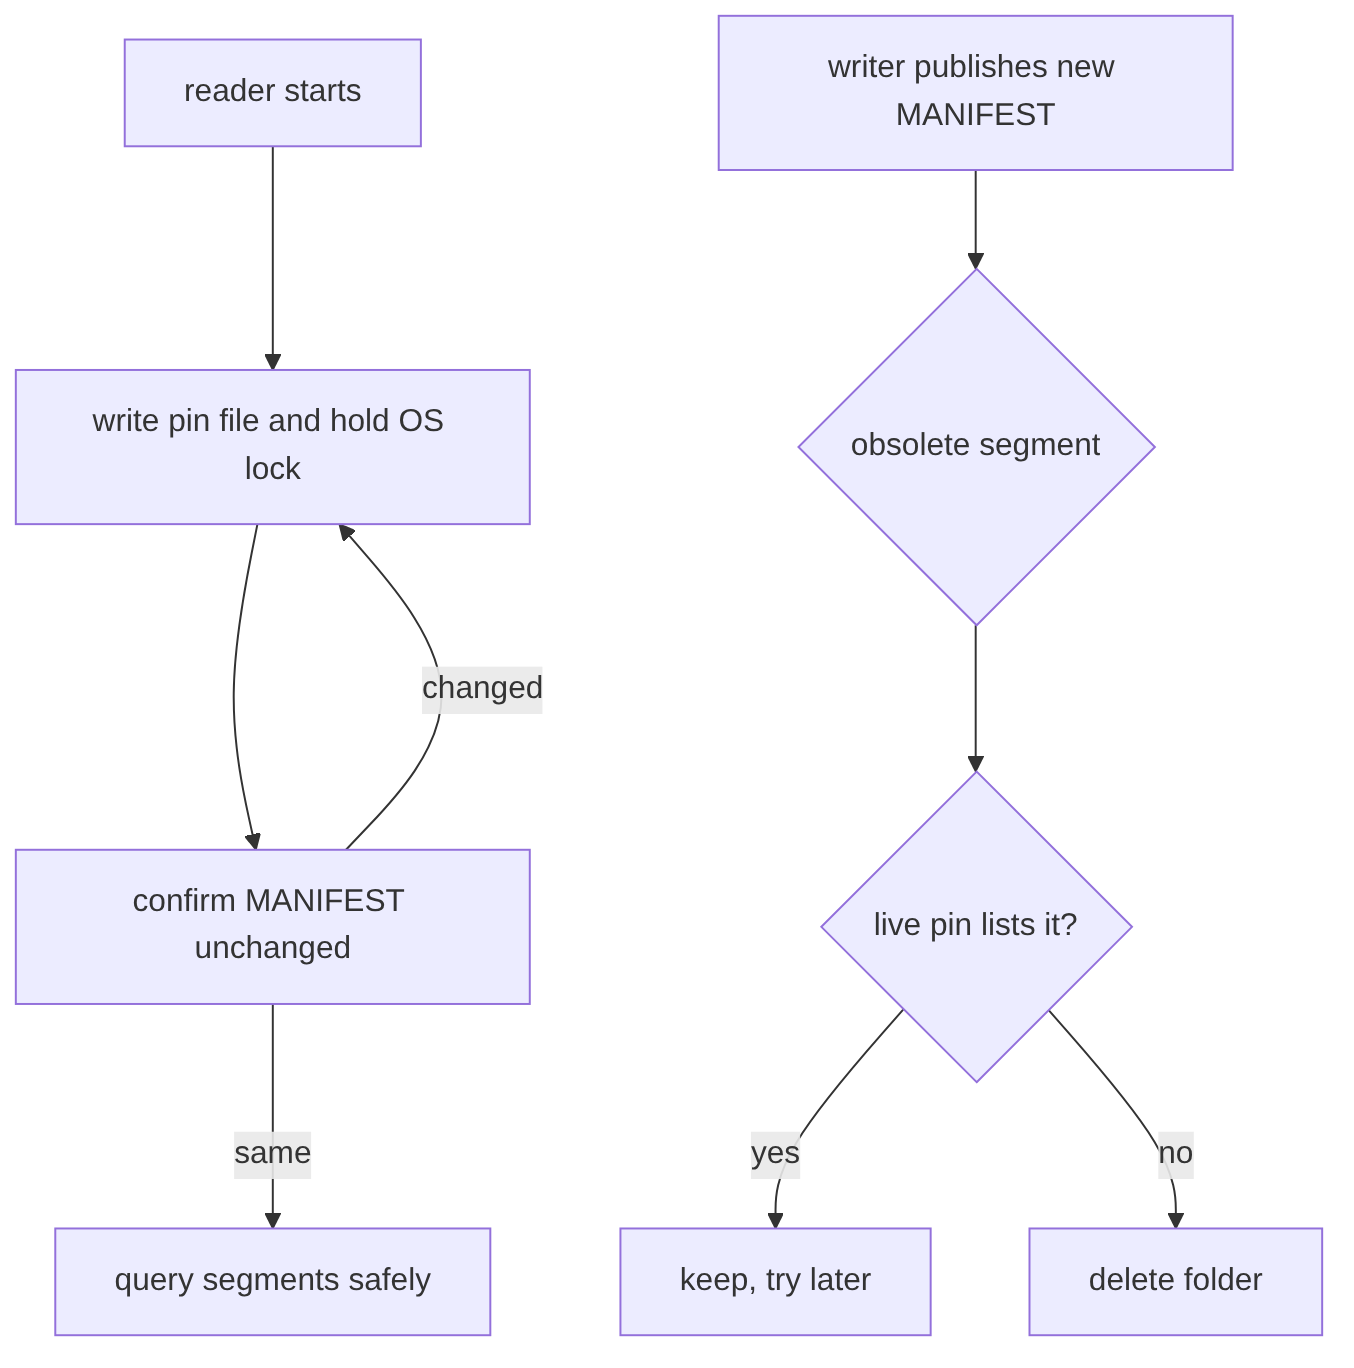 reader starts
write pin file and hold OS
lock
changed
confirm MANIFEST
unchanged
same
query segments safely
writer publishes new
MANIFEST
obsolete segment
live pin lists it?
yes
no
keep, try later
delete folder